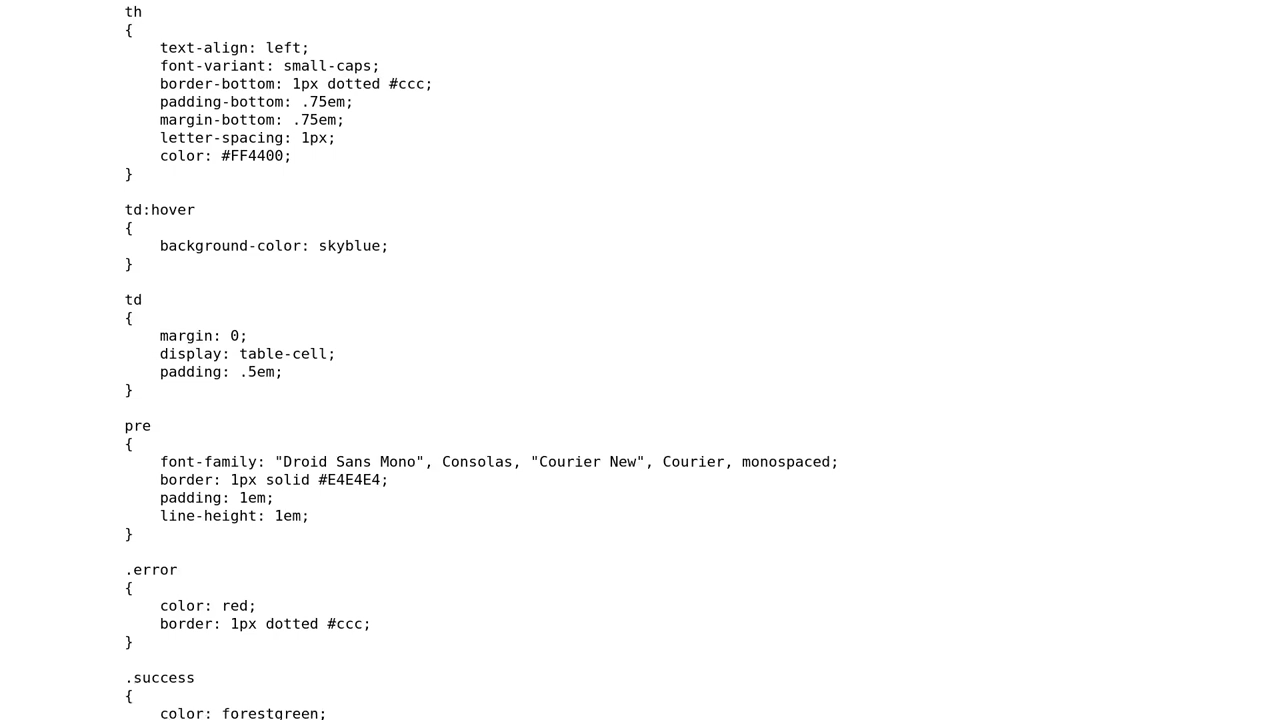 th
{
    text-align: left;
    font-variant: small-caps;
    border-bottom: 1px dotted #ccc;
    padding-bottom: .75em;
    margin-bottom: .75em;
    letter-spacing: 1px;
    color: #FF4400;
}

td:hover
{
    background-color: skyblue;
}

td
{
    margin: 0;
    display: table-cell;
    padding: .5em;
}

pre
{
    font-family: "Droid Sans Mono", Consolas, "Courier New", Courier, monospaced;
    border: 1px solid #E4E4E4;
    padding: 1em;
    line-height: 1em;
}

.error
{
    color: red;
    border: 1px dotted #ccc;
}

.success
{
    color: forestgreen;